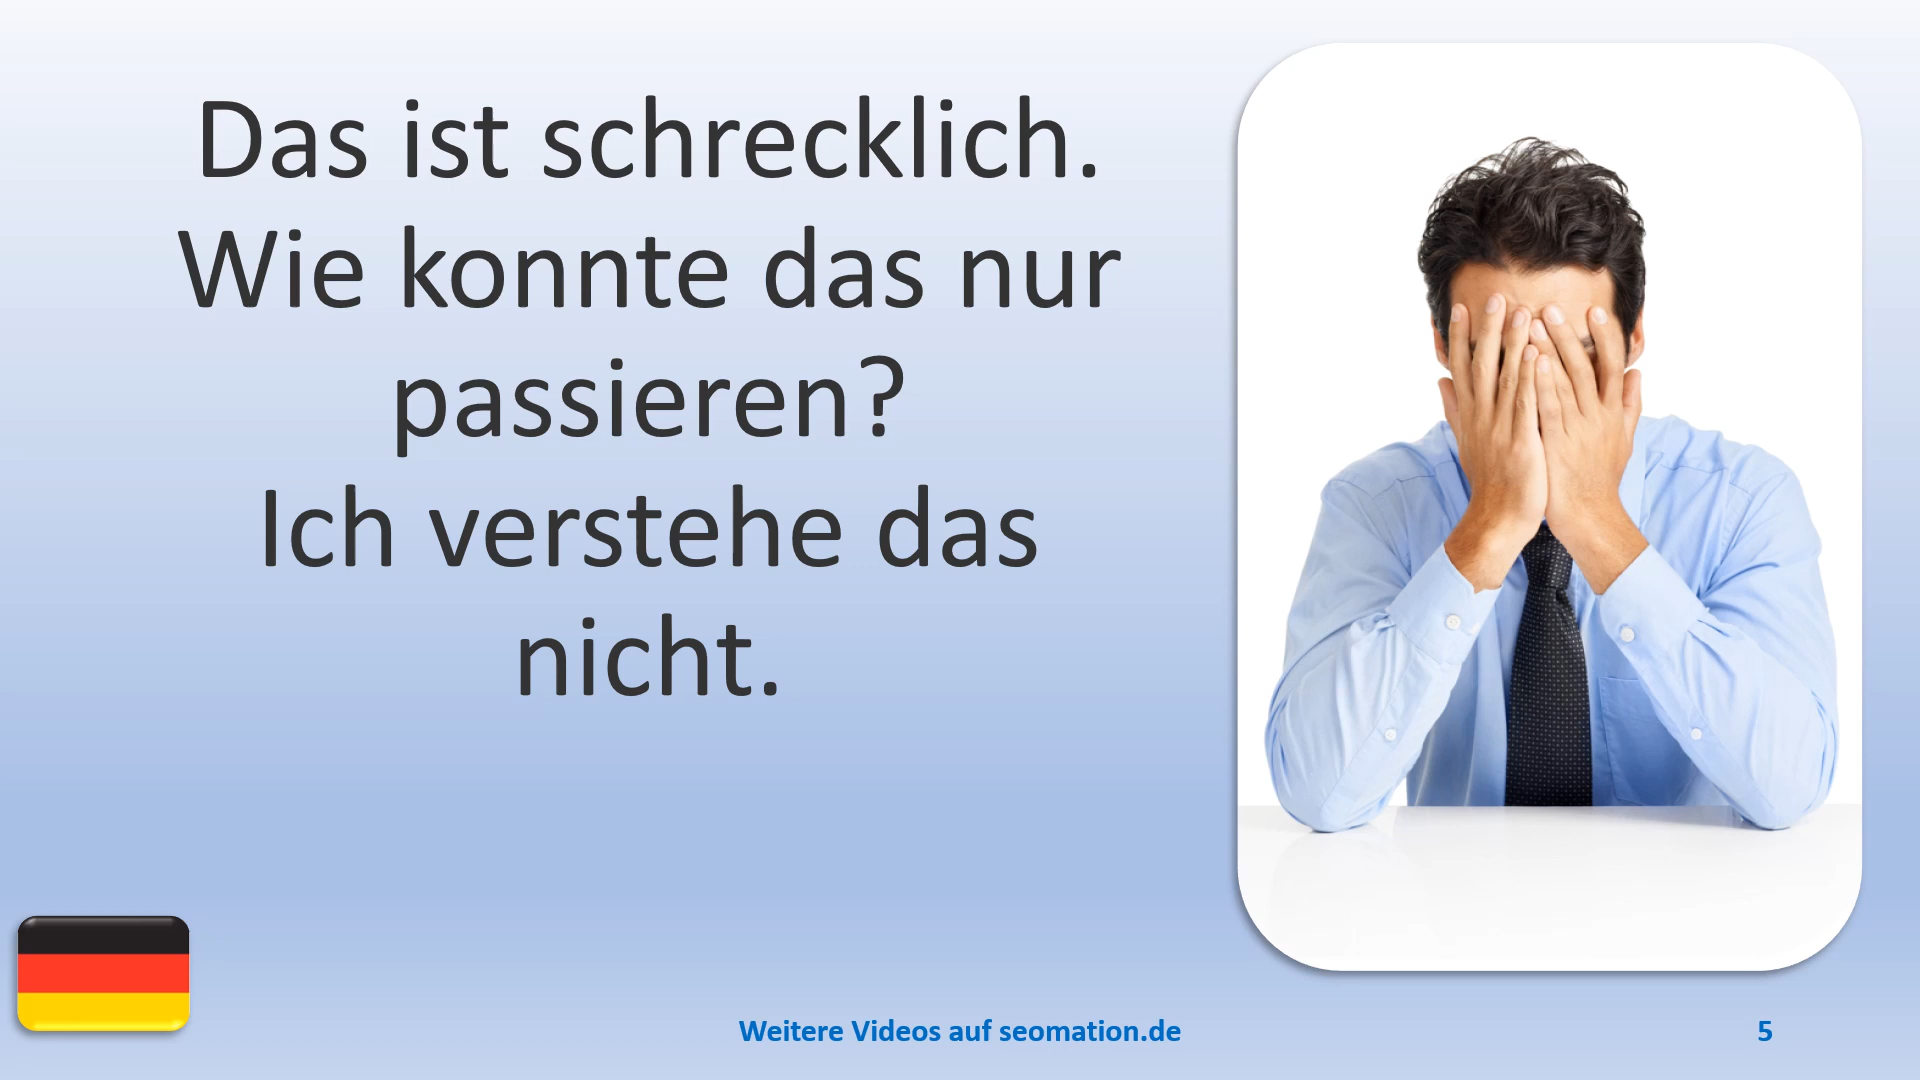 Das ist schrecklich.
Wie konnte das nur
passieren?
Ich verstehe das
nicht.
Weitere Videos auf seomation.de
5